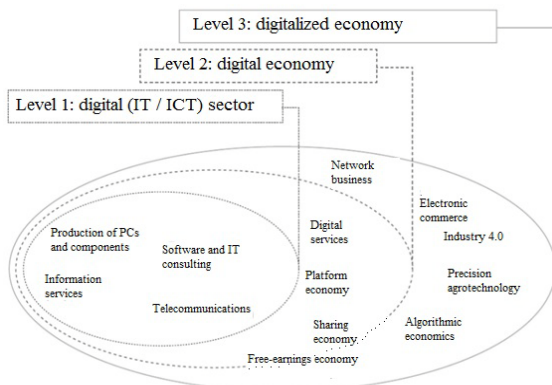 Level 3: digitalized economy
Level 2: digital economy
Level 1: digital (IT / ICT) sector
Network
business
Electronic
commerce
Industry 4.0
Digital
services
Production of PCs
and components
Software and IT
consulting
Information
services
Platform
economy
Precision
agrotechnology
Telecommunications
Sharing
economy
Algorithmic
economics
Free-earnings economy